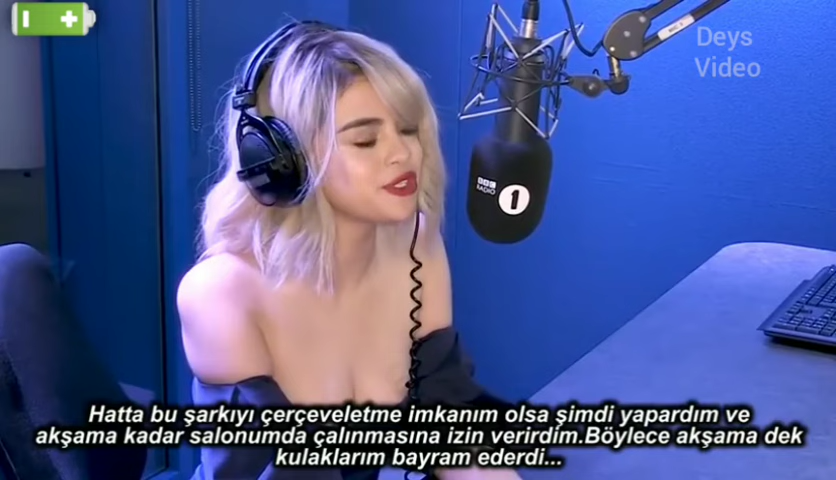 Deys
Video
BBC
RADIO
1
Hatta bu şarkıyı çerçeveletme imkanım olsa şimdi yapardım ve
akşama kadar salonumda çalınmasına izin verirdim.Böylece akşama dek
kulaklarım bayram ederdi...